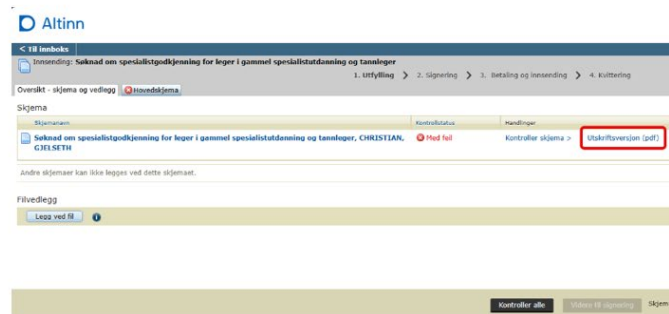 Altinn
< Til innboks
Innsending: Søknad om spesialistgodkjenning for leger i gammel spesialistutdanning og tannleger
1. Utfylling > 2. Signering > 3. Betaling og innsending > 4. Kvittering
Oversikt - skjema og vedlegg Hovedskjema
Skjema
Skjemanavn Kontrollstatus Handlinger
Søknad om spesialistgodkjenning for leger i gammel spesialistutdanning og tannleger, CHRISTIAN, Med feil Kontroller skjema > Utskriftsversjon (pdf)
GJELSETH
Andre skjemaer kan ikke legges ved dette skjemaet.
Filvedlegg
Legg ved fil
Kontroller alle Videre til signering Skjem